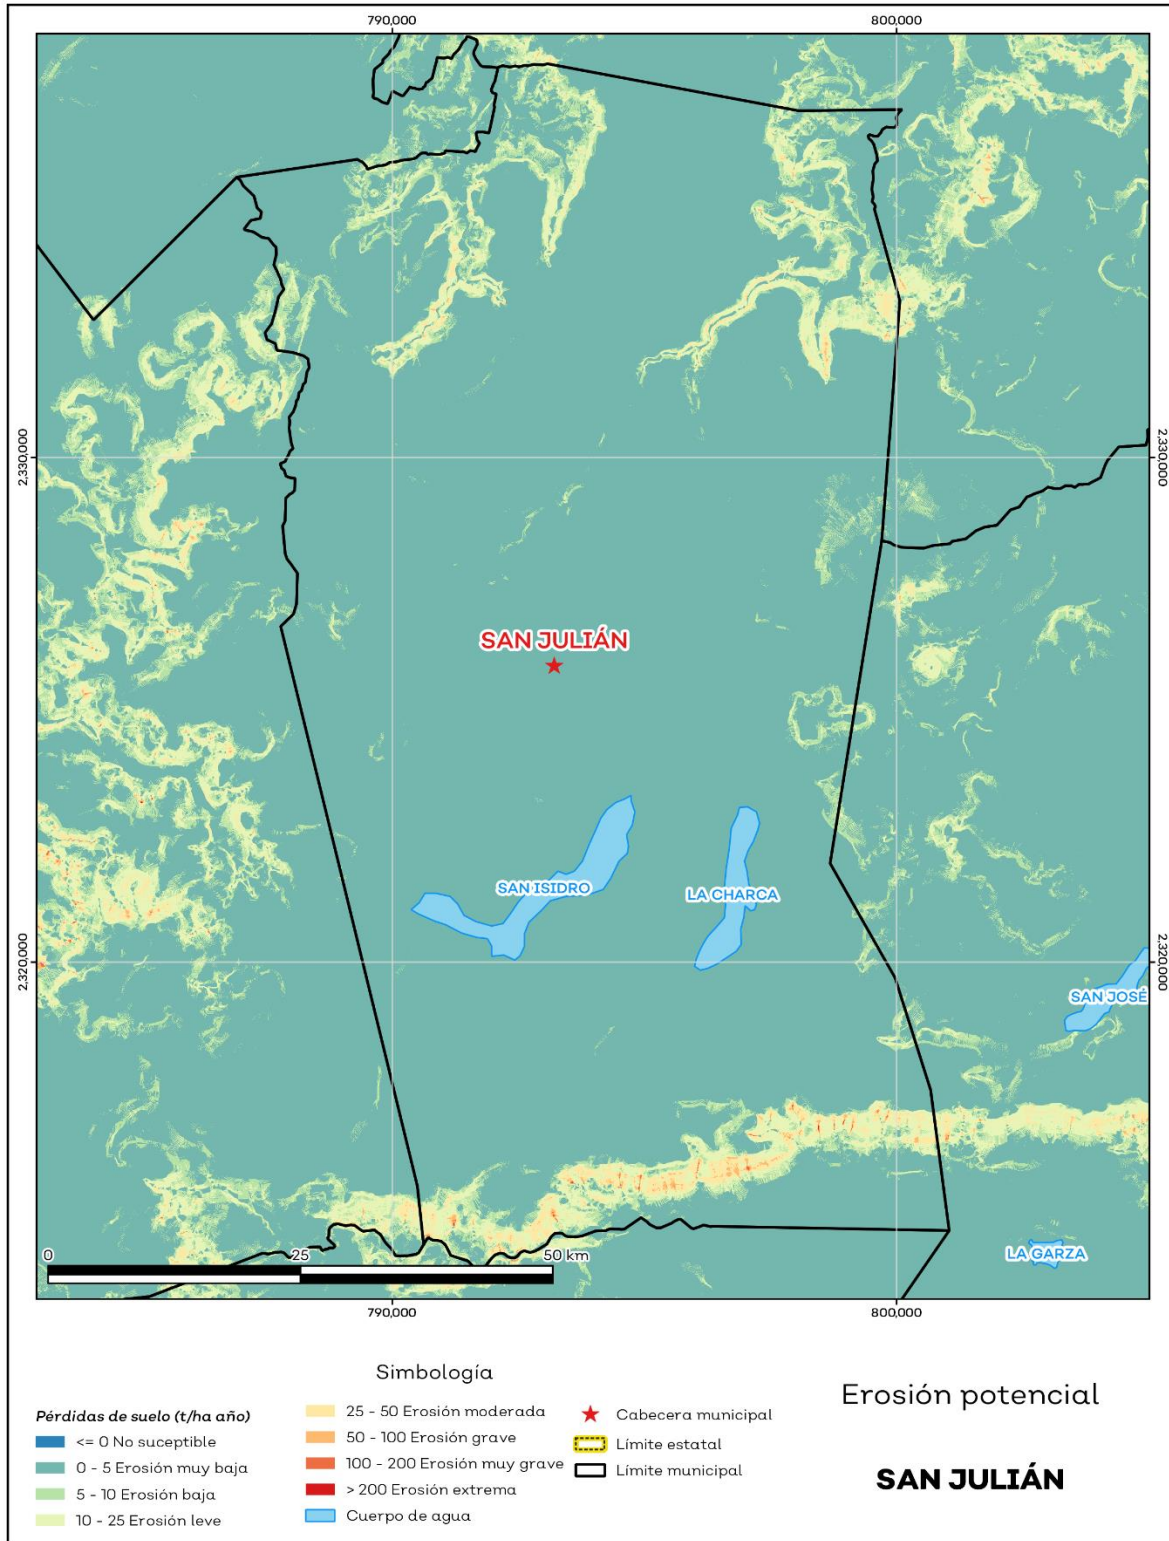 790,000
800,000
2,330,000
2,330,000
SAN JULIÁN
SAN ISIDRO
LA CHARCA
2,320,000
2,320,000
SAN JOSÉ
LA GARZA
0
25
50 km
790,000
800,000
Simbología
Pérdidas de suelo (t/ha año)
<= 0 No suceptible
0 - 5 Erosión muy baja
5 - 10 Erosión baja
10 - 25 Erosión leve
25 - 50 Erosión moderada
50 - 100 Erosión grave
100 - 200 Erosión muy grave
> 200 Erosión extrema
Cuerpo de agua
Cabecera municipal
Límite estatal
Límite municipal
Erosión potencial
SAN JULIÁN